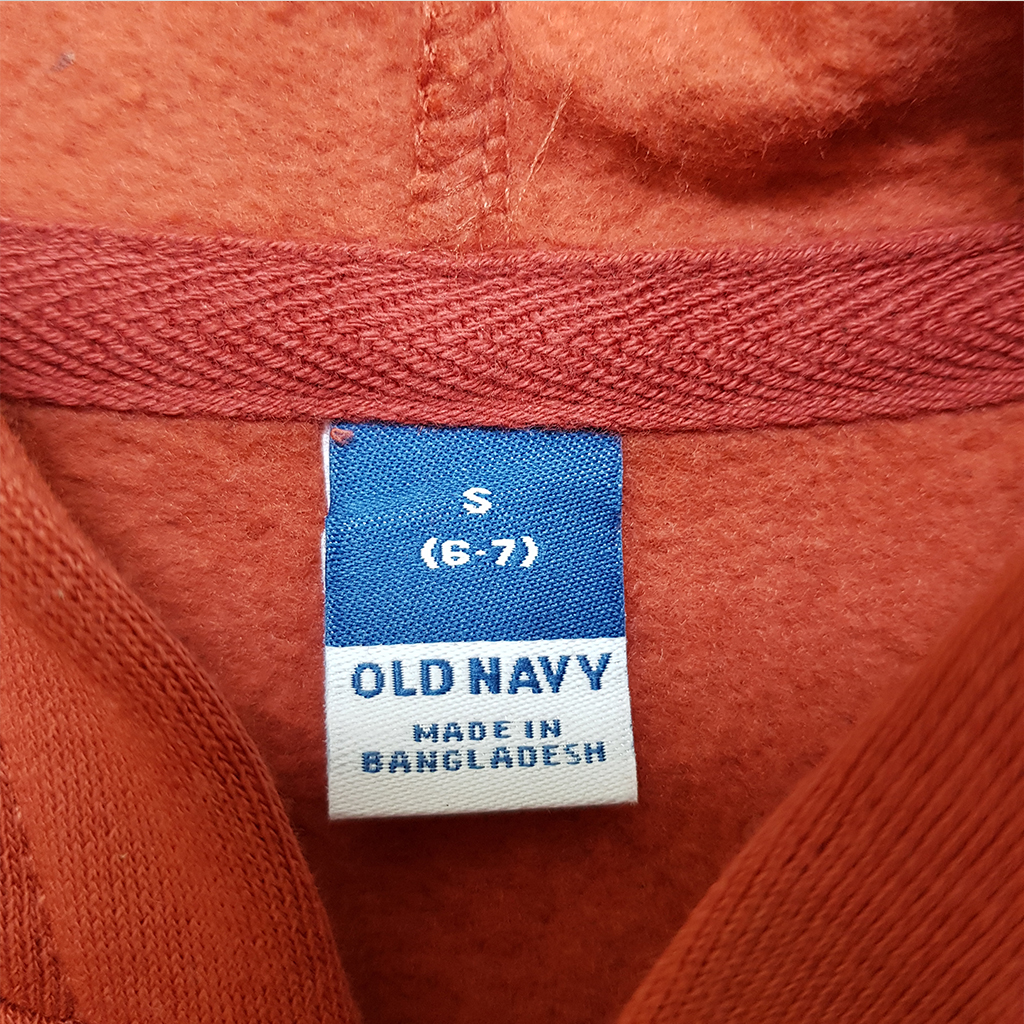 S
(6-7)
OLD NAVY
MADE IN
BANGLADESH